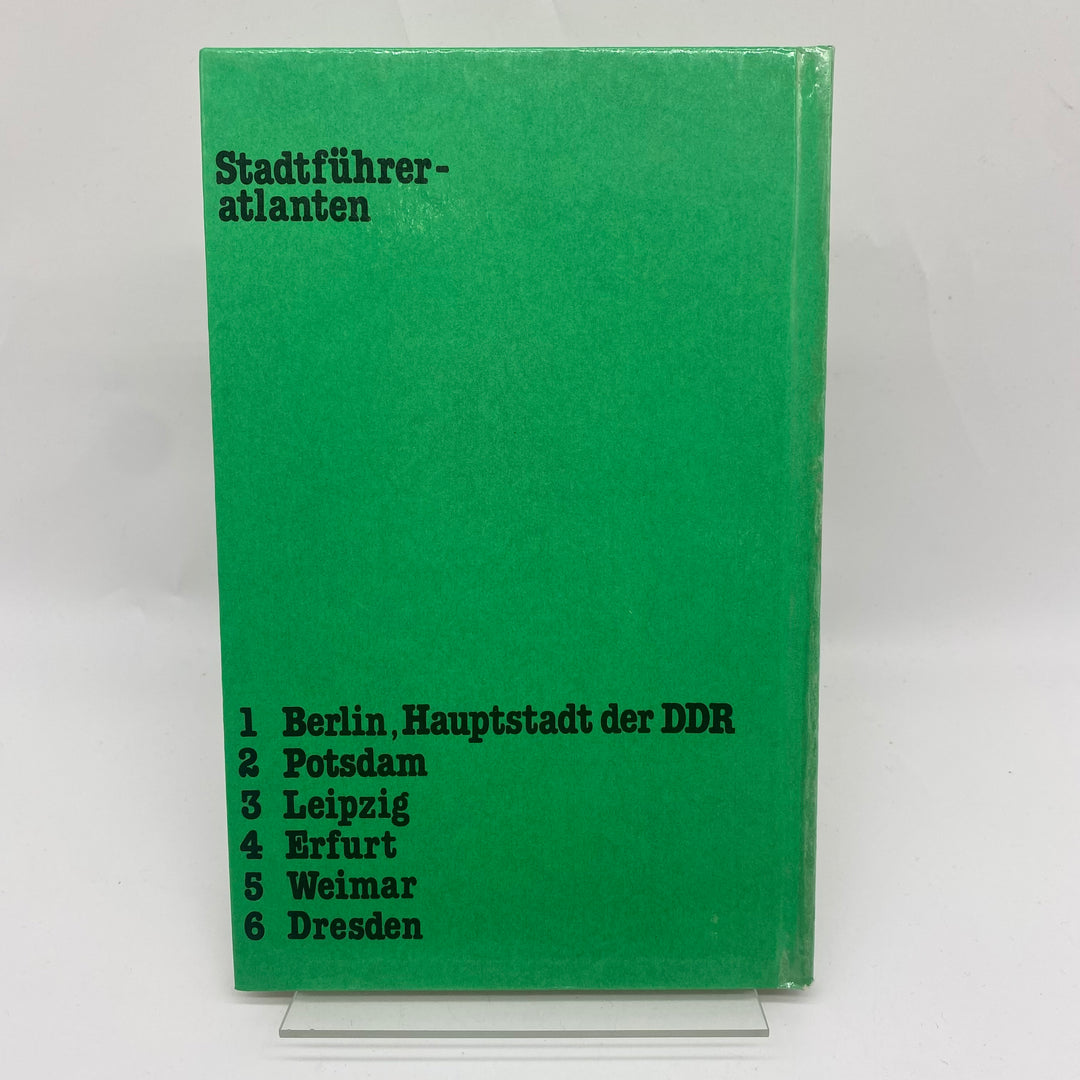 Stadtführer-
atlanten
1 Berlin, Hauptstadt der DDR
2 Potsdam
3 Leipzig
4 Erfurt
5 Weimar
6 Dresden